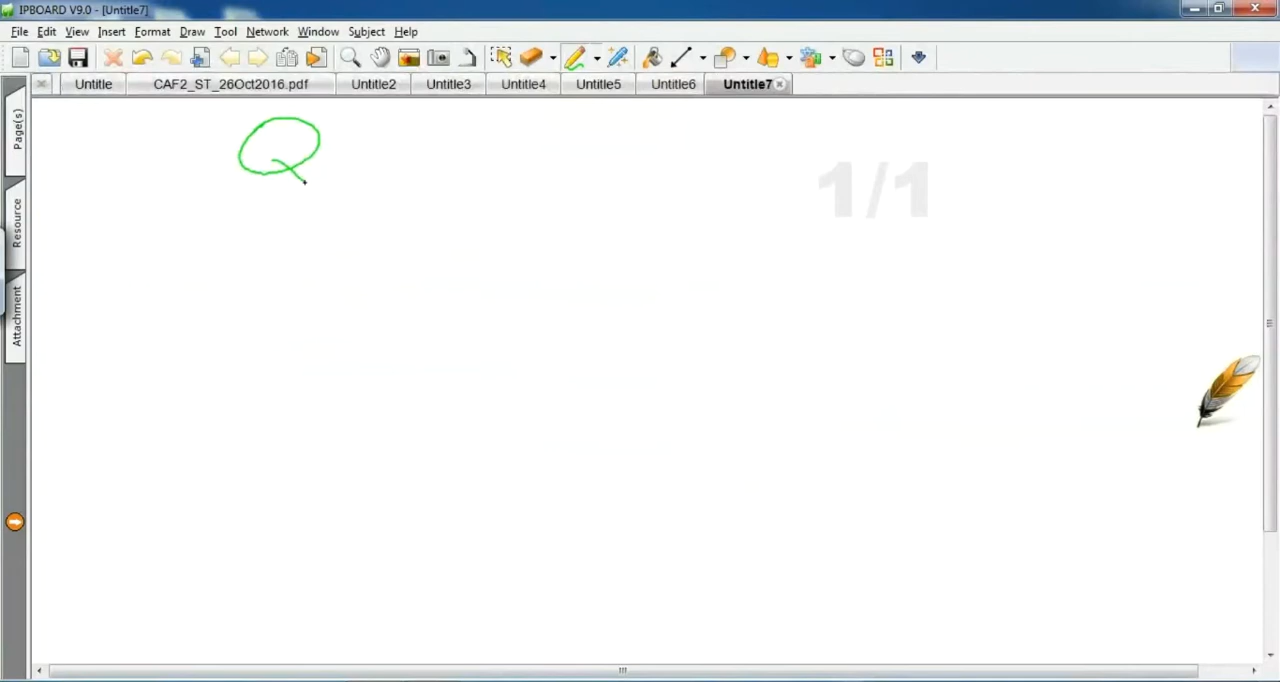 IPBOARD V9.0 - [Untitle7]
File Edit View Insert Format Draw Tool Network Window Subject Help
Untitle CAF2_ST_26Oct2016.pdf Untitle2 Untitle3 Untitle4 Untitle5 Untitle6 Untitle7
Page(s)
Resource
Attachment
Q
1/1